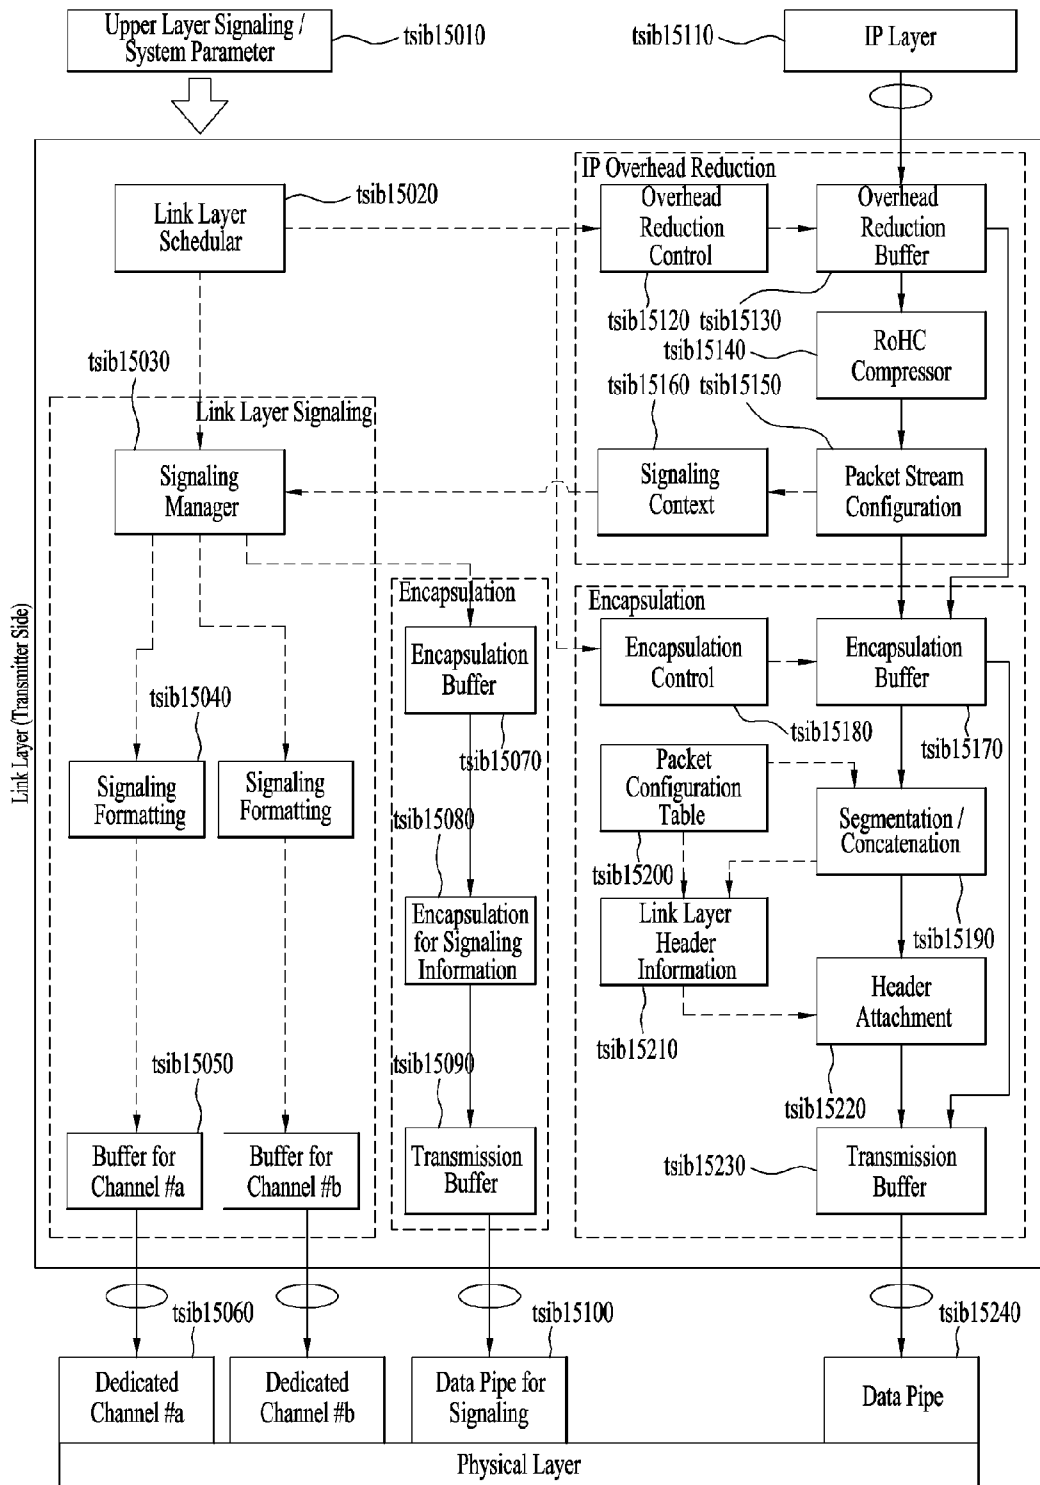 Upper Layer Signaling /
System Parameter
tsib15010
tsib15110
IP Layer
IP Overhead Reduction
Link Layer
Schedular
tsib15020
Overhead
Reduction
Control
Overhead
Reduction
Buffer
tsib15120
tsib15130
tsib15140
RoHC
Compressor
tsib15030
tsib15160
tsib15150
Link Layer Signaling
Signaling
Manager
Signaling
Context
Packet Stream
Configuration
Link Layer (Transmitter Side)
Encapsulation
Encapsulation
Encapsulation
Buffer
Encapsulation
Control
Encapsulation
Buffer
tsib15040
tsib15070
tsib15180
tsib15170
Signaling
Formatting
Signaling
Formatting
Packet
Configuration
Table
Segmentation /
Concatenation
tsib15080
tsib15200
Encapsulation
for Signaling
Information
Link Layer
Header
Information
tsib15190
Header
Attachment
tsib15210
tsib15050
tsib15090
tsib15220
Buffer for
Channel #a
Buffer for
Channel #b
Transmission
Buffer
tsib15230
Transmission
Buffer
tsib15060
tsib15100
tsib15240
Dedicated
Channel #a
Dedicated
Channel #b
Data Pipe for
Signaling
Data Pipe
Physical Layer